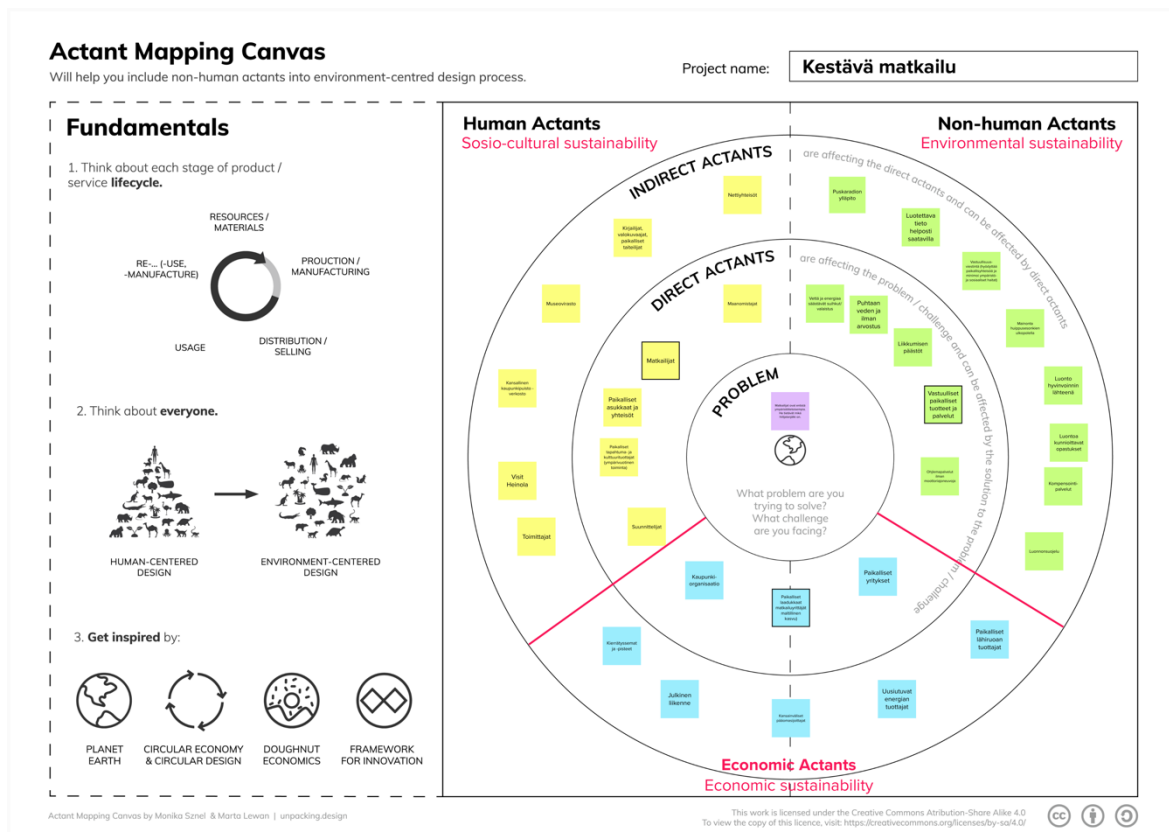 Actant Mapping Canvas
Will help you include non-human actants into environment-centred design process.
Project name:
Kestävä matkailu
Fundamentals
1. Think about each stage of product /
service lifecycle.
RESOURCES /
MATERIALS
RE-... (-USE,
-MANUFACTURE)
PROUCTION /
MANUFACTURING
USAGE
DISTRIBUTION /
SELLING
2. Think about everyone.
HUMAN-CENTERED
DESIGN
ENVIRONMENT-CENTERED
DESIGN
3. Get inspired by:
PLANET
EARTH
CIRCULAR ECONOMY
& CIRCULAR DESIGN
DOUGHNUT
ECONOMICS
FRAMEWORK
FOR INNOVATION
Human Actants
Sosio-cultural sustainability
Non-human Actants
Environmental sustainability
INDIRECT ACTANTS
are affecting the direct actants and can be affected by direct actants
Nettiyhteisöt
Kirjailijat,
valokuvaajat,
paikalliset
taiteilijat
Museovirasto
Kansallinen
kaupunkipuisto -
verkosto
Visit
Heinola
Toimittajat
Puskaradion
ylläpito
Luotettava
tieto
helposti
saatavilla
Luonto
hyvinvoinnin
lähteenä
Luontoa
kunnioittavat
opastukset
Kompensointi-
palvelut
Luonnonsuojelu
DIRECT ACTANTS
are affecting the problem / challenge and can be affected by the solution to the problem / challenge
Maanomistajat
Matkailijat
Paikalliset
asukkaat ja
yhteisöt
Suunnittelijat
Puhtaan
veden ja
ilman
arvostus
Liikkumisen
päästöt
Vastuulliset
paikalliset
tuotteet ja
palvelut
PROBLEM
What problem are you
trying to solve?
What challenge
are you facing?
Kaupunki-
organisaatio
Paikalliset
yritykset
Kierrätysasemat
ja -pisteet
Julkinen
liikenne
Uusiutuvat
energian
tuottajat
Paikalliset
lähiruoan
tuottajat
Economic Actants
Economic sustainability
Actant Mapping Canvas by Monika Sznel & Marta Lewan | unpacking.design
This work is licensed under the Creative Commons Atribution-Share Alike 4.0
To view the copy of this licence, visit: https://creativecommons.org/licenses/by-sa/4.0/
CC